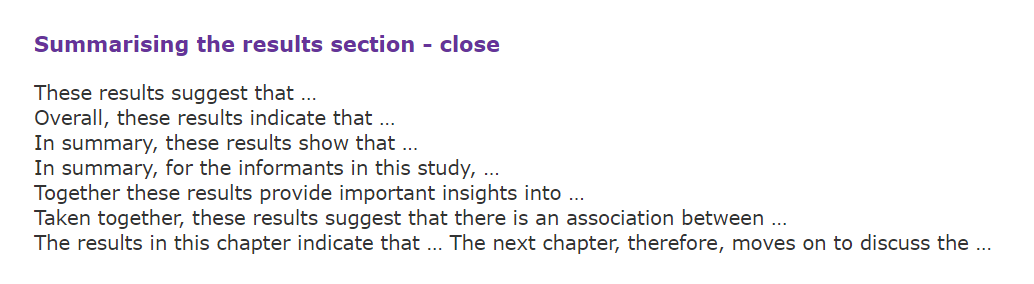 Summarising the results section - close
These results suggest that …
Overall, these results indicate that …
In summary, these results show that …
In summary, for the informants in this study, …
Together these results provide important insights into …
Taken together, these results suggest that there is an association between …
The results in this chapter indicate that … The next chapter, therefore, moves on to discuss the …